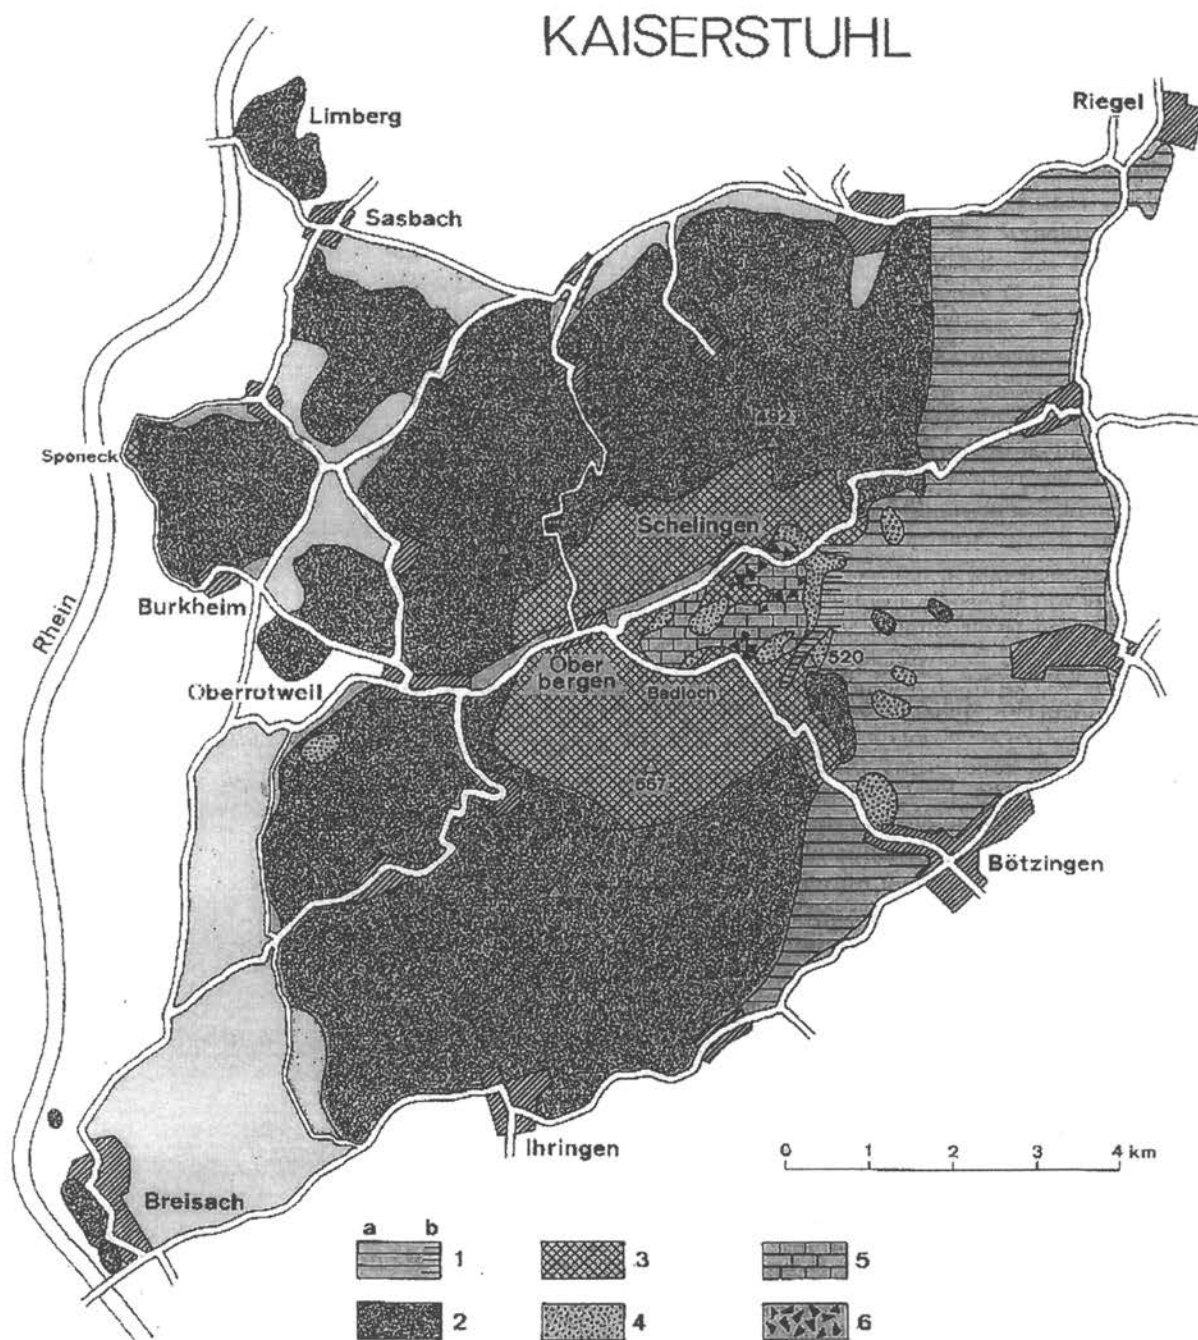 KAISERSTUHL
Riegel
Limberg
Sasbach
492
Sponeck
Schelingen
Burkheim
Rhein
520
Ober
bergen
Badloch
Oberrotweil
557
Bötzingen
Ihringen
0 1 2 3 4 km
Breisach
a b
1 3 5
2 4 6